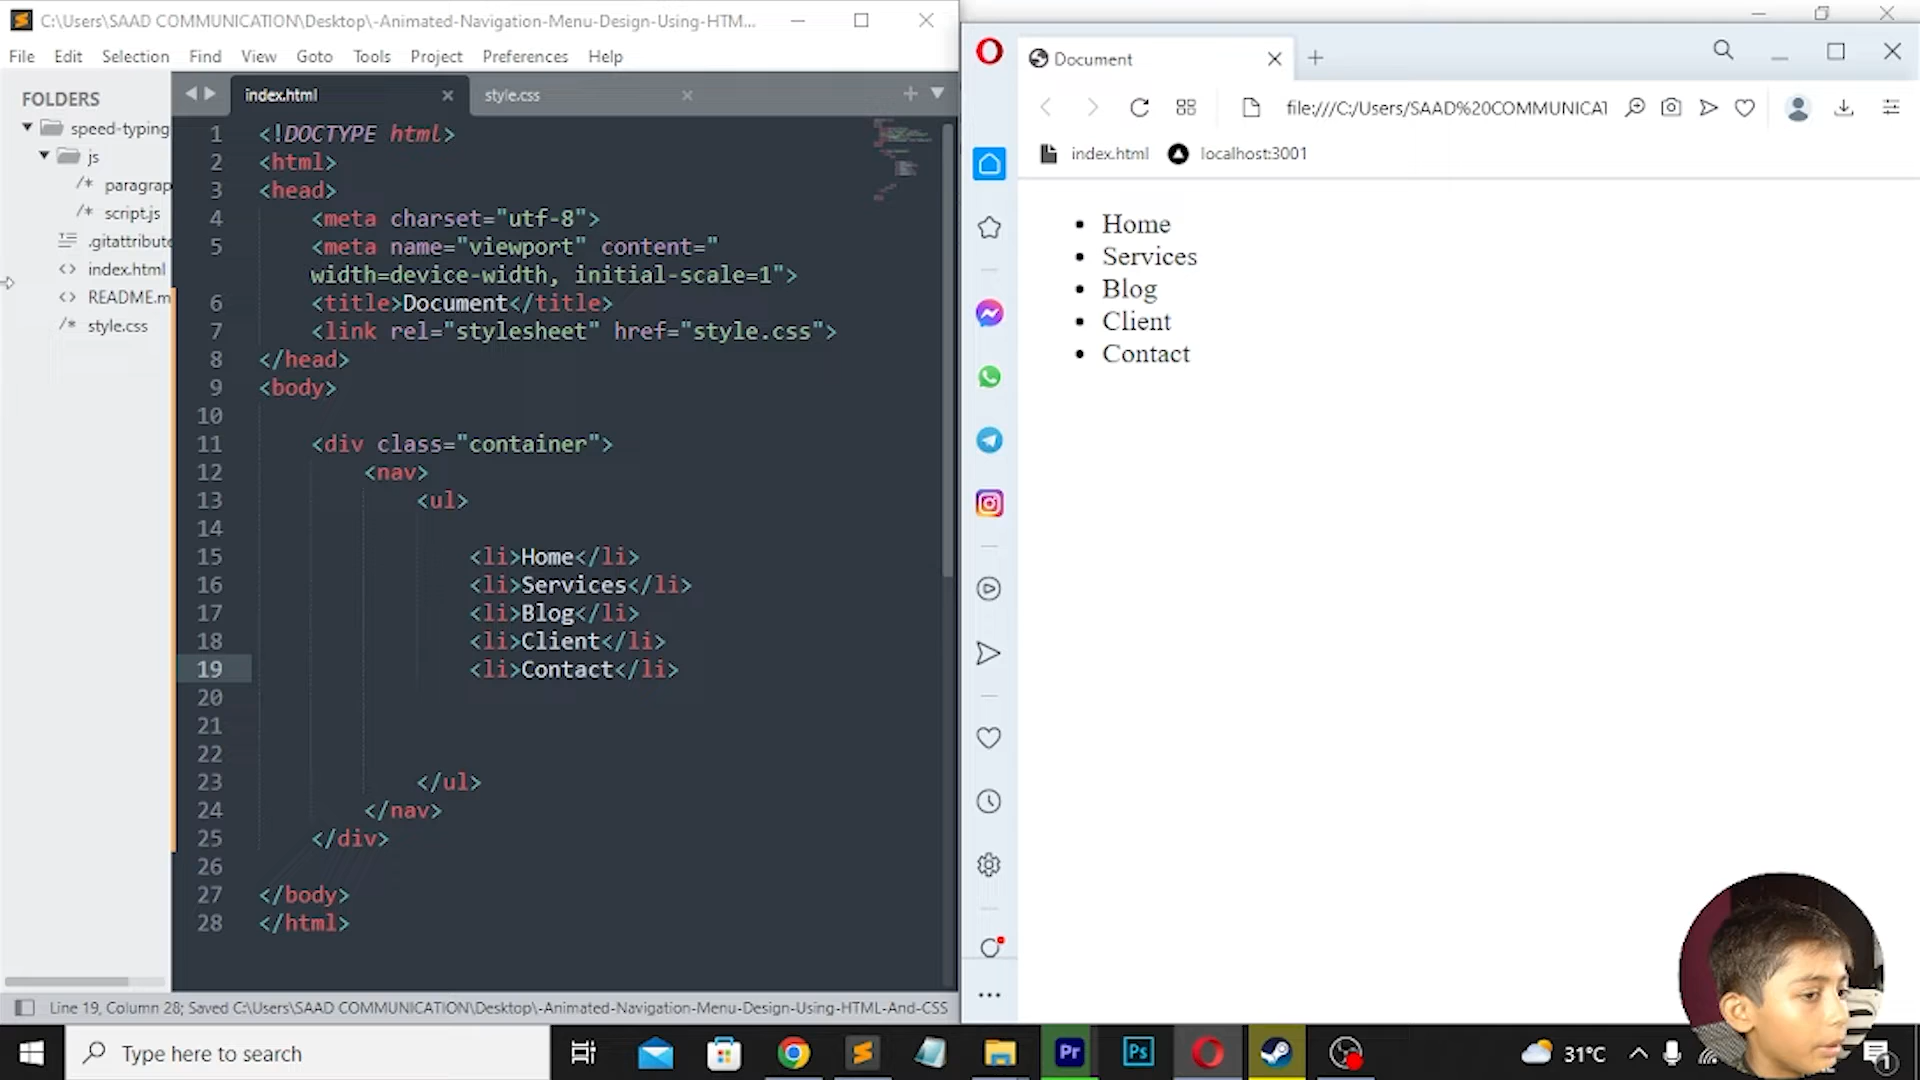 C:\Users\SAAD COMMUNICATION\Desktop\-Animated-Navigation-Menu-Design-Using-HTM...
File Edit Selection Find View Goto Tools Project Preferences Help
FOLDERS
speed-typing
js
paragrap
script.js
.gitattribute
index.html
README.m
style.css
index.html
style.css
1 <!DOCTYPE html>
2 <html>
3 <head>
4 <meta charset="utf-8">
5 <meta name="viewport" content="
width=device-width, initial-scale=1">
6 <title>Document</title>
7 <link rel="stylesheet" href="style.css">
8 </head>
9 <body>
10
11 <div class="container">
12 <nav>
13 <ul>
14
15 <li>Home</li>
16 <li>Services</li>
17 <li>Blog</li>
18 <li>Client</li>
19 <li>Contact</li>
20
21
22
23 </ul>
24 </nav>
25 </div>
26
27 </body>
28 </html>
Line 19, Column 28; Saved C:\Users\SAAD COMMUNICATION\Desktop\-Animated-Navigation-Menu-Design-Using-HTML-And-CSS
Document
file:///C:/Users/SAAD%20COMMUNICAT
index.html localhost:3001
Home
Services
Blog
Client
Contact
Type here to search
Pr
Ps
31°C
1